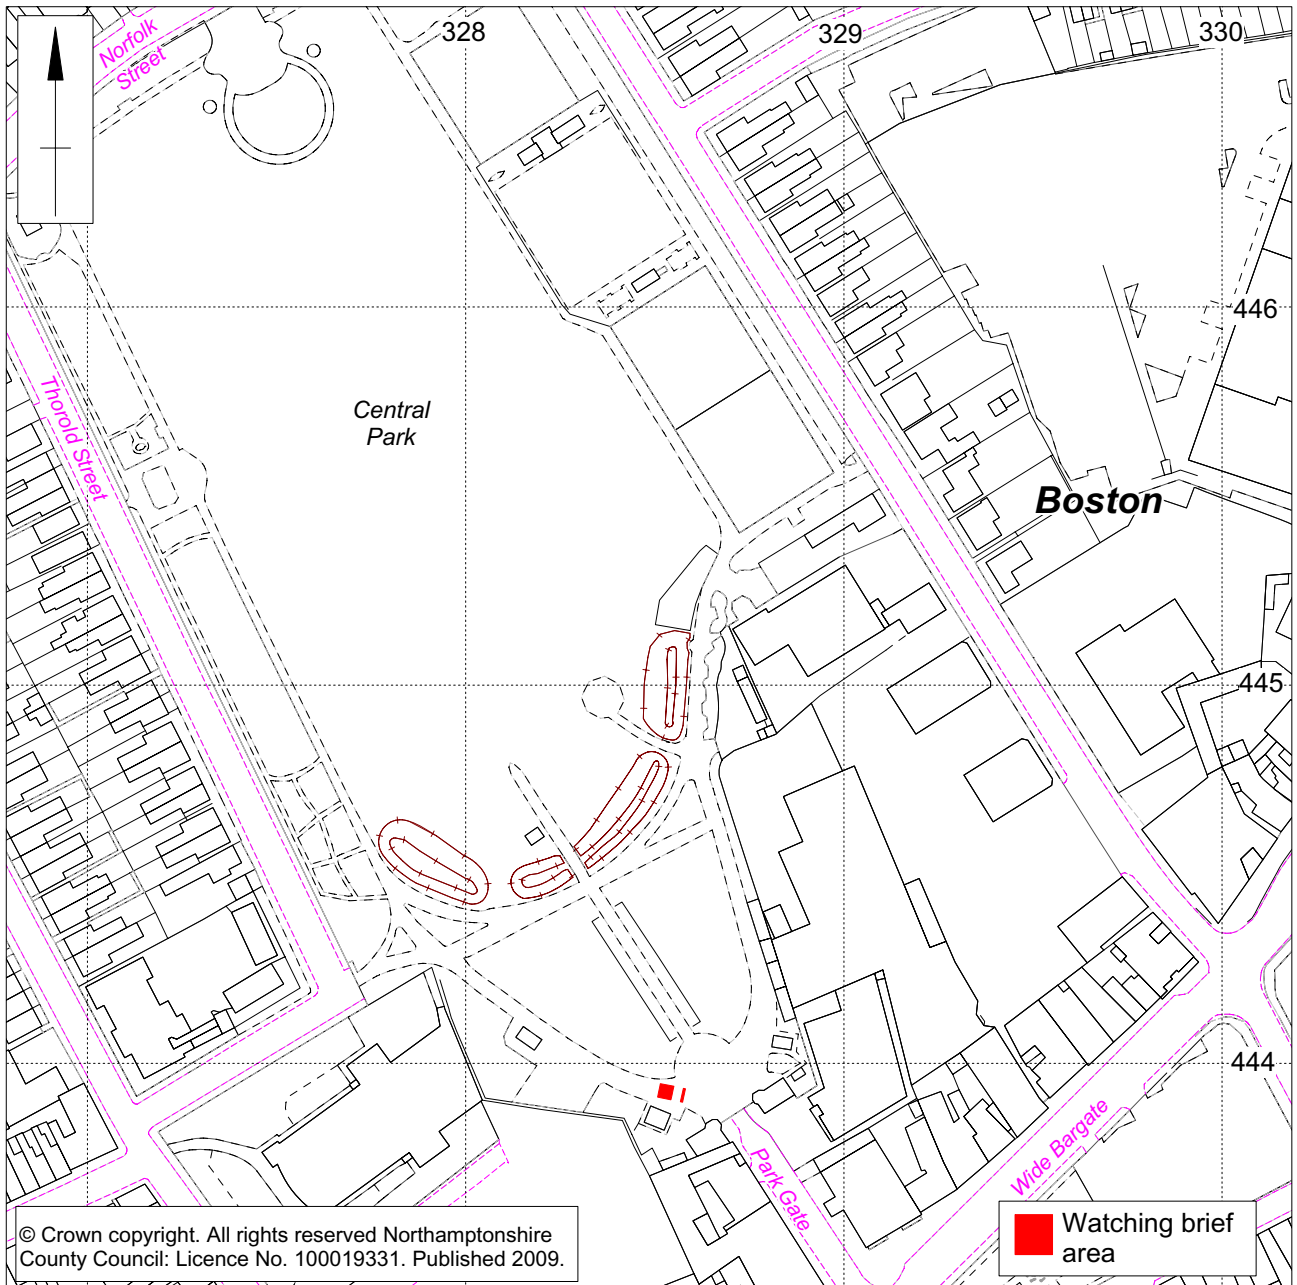 Norfolk
Street
328
329
330
446
Thorold Street
Central
Park
Boston
445
444
Wide Bargate
Park Gate
© Crown copyright. All rights reserved Northamptonshire
County Council: Licence No. 100019331. Published 2009.
Watching brief
area